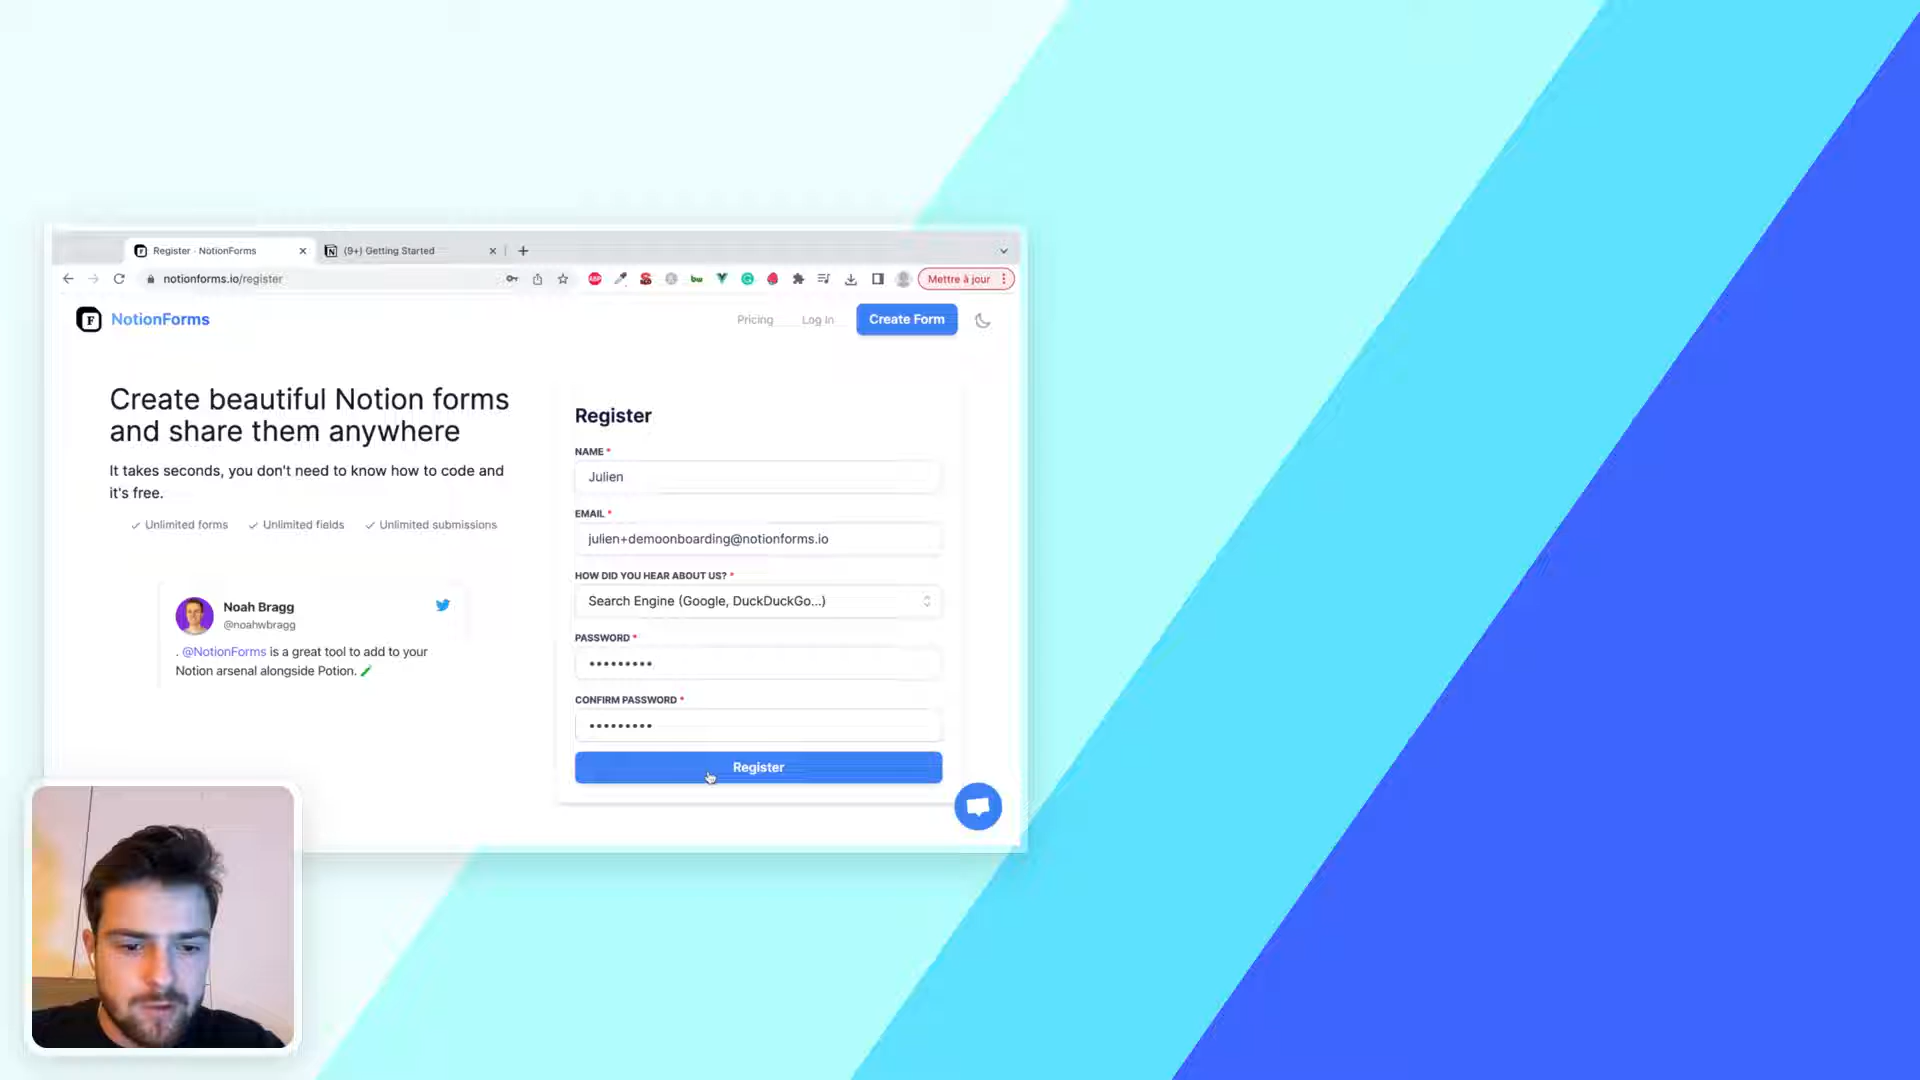 Register · NotionForms
(9+) Getting Started
notionforms.io/register
ABP
Mettre à jour
NotionForms
Pricing
Log In
Create Form
Create beautiful Notion forms
and share them anywhere
It takes seconds, you don't need to know how to code and
it's free.
Unlimited forms
Unlimited fields
Unlimited submissions
Noah Bragg
@noahwbragg
. @NotionForms is a great tool to add to your
Notion arsenal alongside Potion.
Register
NAME *
Julien
EMAIL *
julien+demoonboarding@notionforms.io
HOW DID YOU HEAR ABOUT US? *
Search Engine (Google, DuckDuckGo...)
PASSWORD *
•••••••••
CONFIRM PASSWORD *
•••••••••
Register